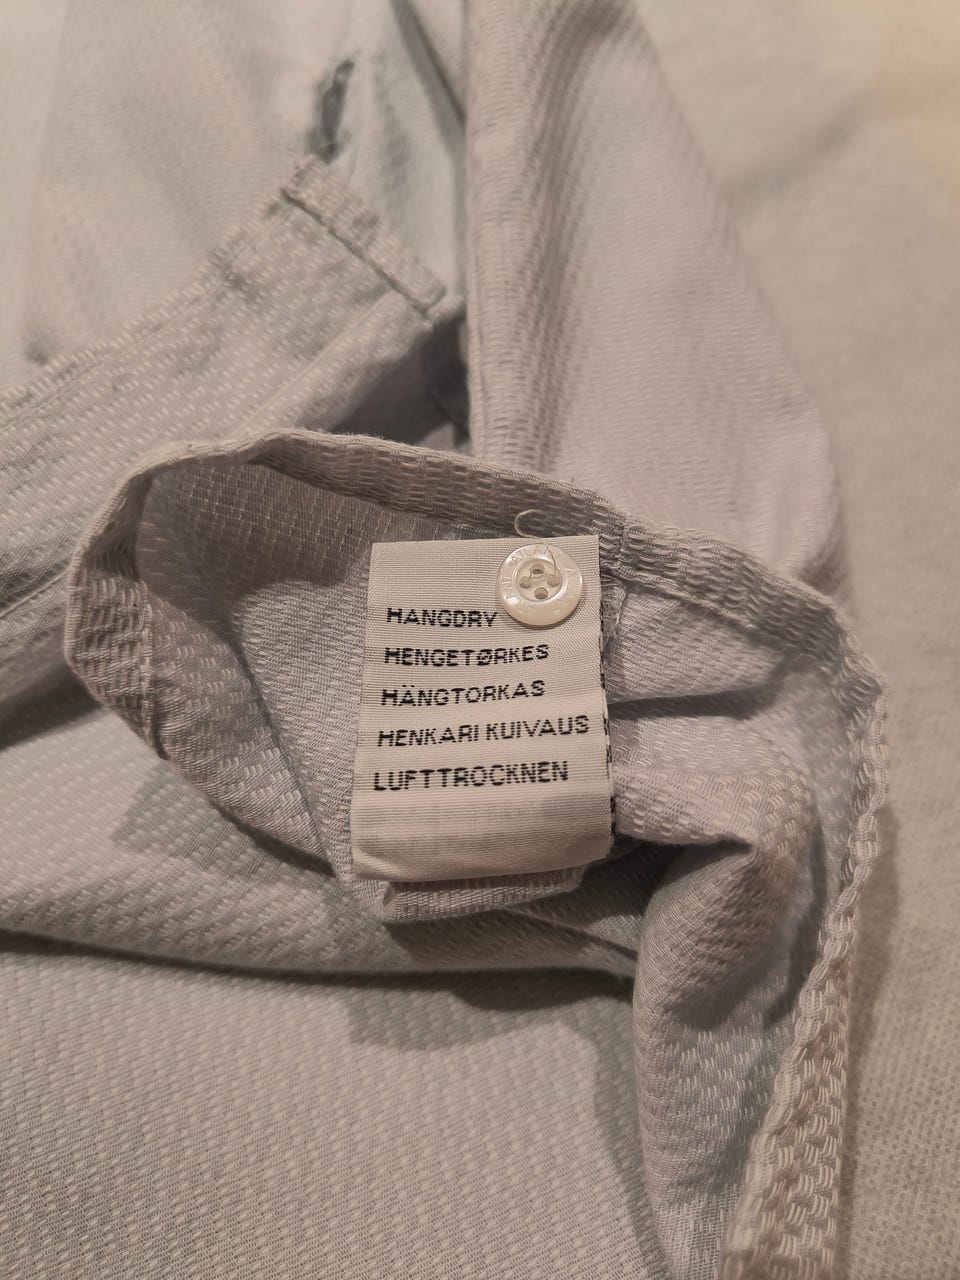 HANGDRY
HENGETØRKES
HÄNGTORKAS
HENKARI KUIVAUS
LUFTTROCKNEN